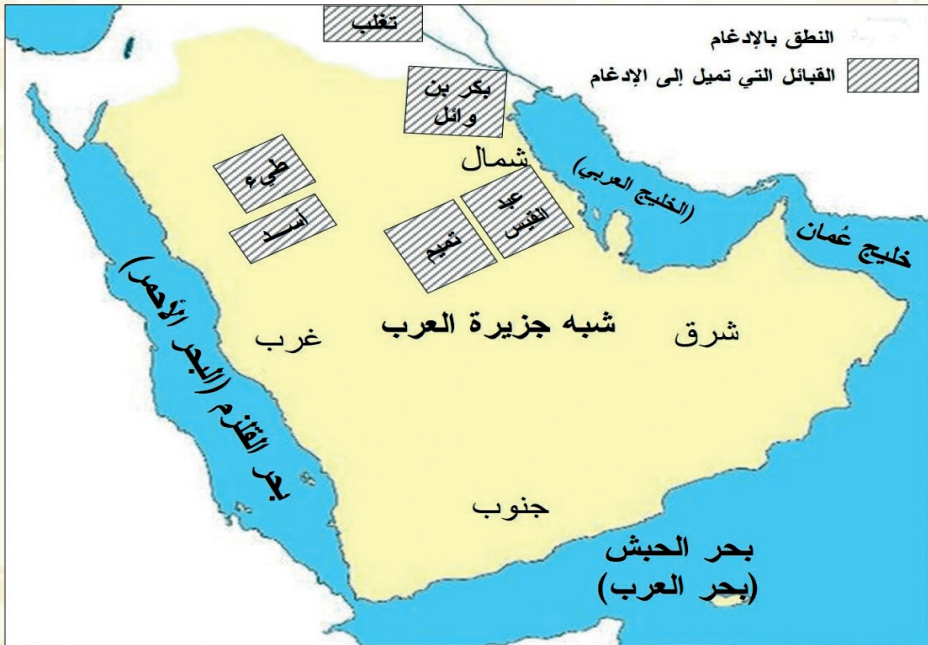 النطق بالإدغام
القبائل التي تميل إلى الإدغام
تغلب
بكر بن
وائل
شمال
طيء
أســد
عبد
القيس
تميم
(الخليج العربي)
خليج عُمان
شبه جزيرة العرب
شرق
غرب
بحر القلزم (البحر الأحمر)
جنوب
بحر الحبش
(بحر العرب)